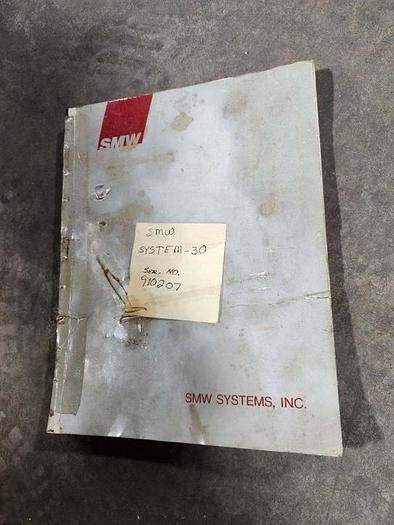 SMW
SMW
SYSTEM-30
SER. NO.
910207
SMW SYSTEMS, INC.